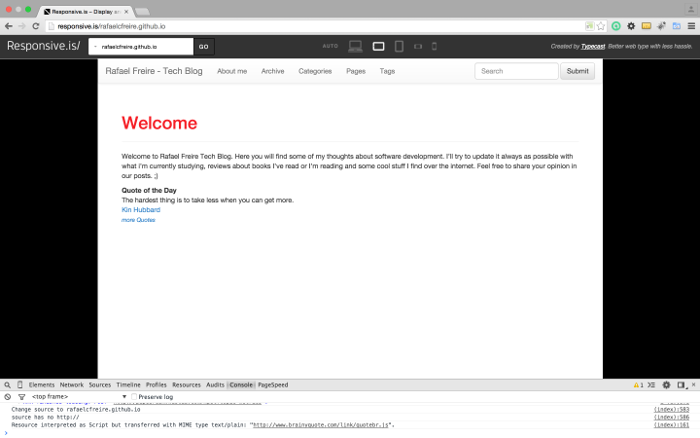 Responsive.is – Display an
responsive.is/rafaelcfreire.github.io
Responsive.is/
rafaelcfreire.github.io
GO
AUTO
Created by Typecast. Better web type with less hassle.
Rafael Freire - Tech Blog
About me
Archive
Categories
Pages
Tags
Search
Submit
Welcome
Welcome to Rafael Freire Tech Blog. Here you will find some of my thoughts about software development. I'll try to update it always as possible with
what i'm currently studying, reviews about books I've read or I'm reading and some cool stuff I find over the internet. Feel free to share your opinion in
our posts. ;)
Quote of the Day
The hardest thing is to take less when you can get more.
Kin Hubbard
more Quotes
Elements Network Sources Timeline Profiles Resources Audits Console PageSpeed
1
<top frame>
Preserve log
Change source to rafaelcfreire.github.io
(index):503
source has no http://
(index):506
Resource interpreted as Script but transferred with MIME type text/plain: "http://www.brainyquote.com/link/quotebr.js".
(index):161